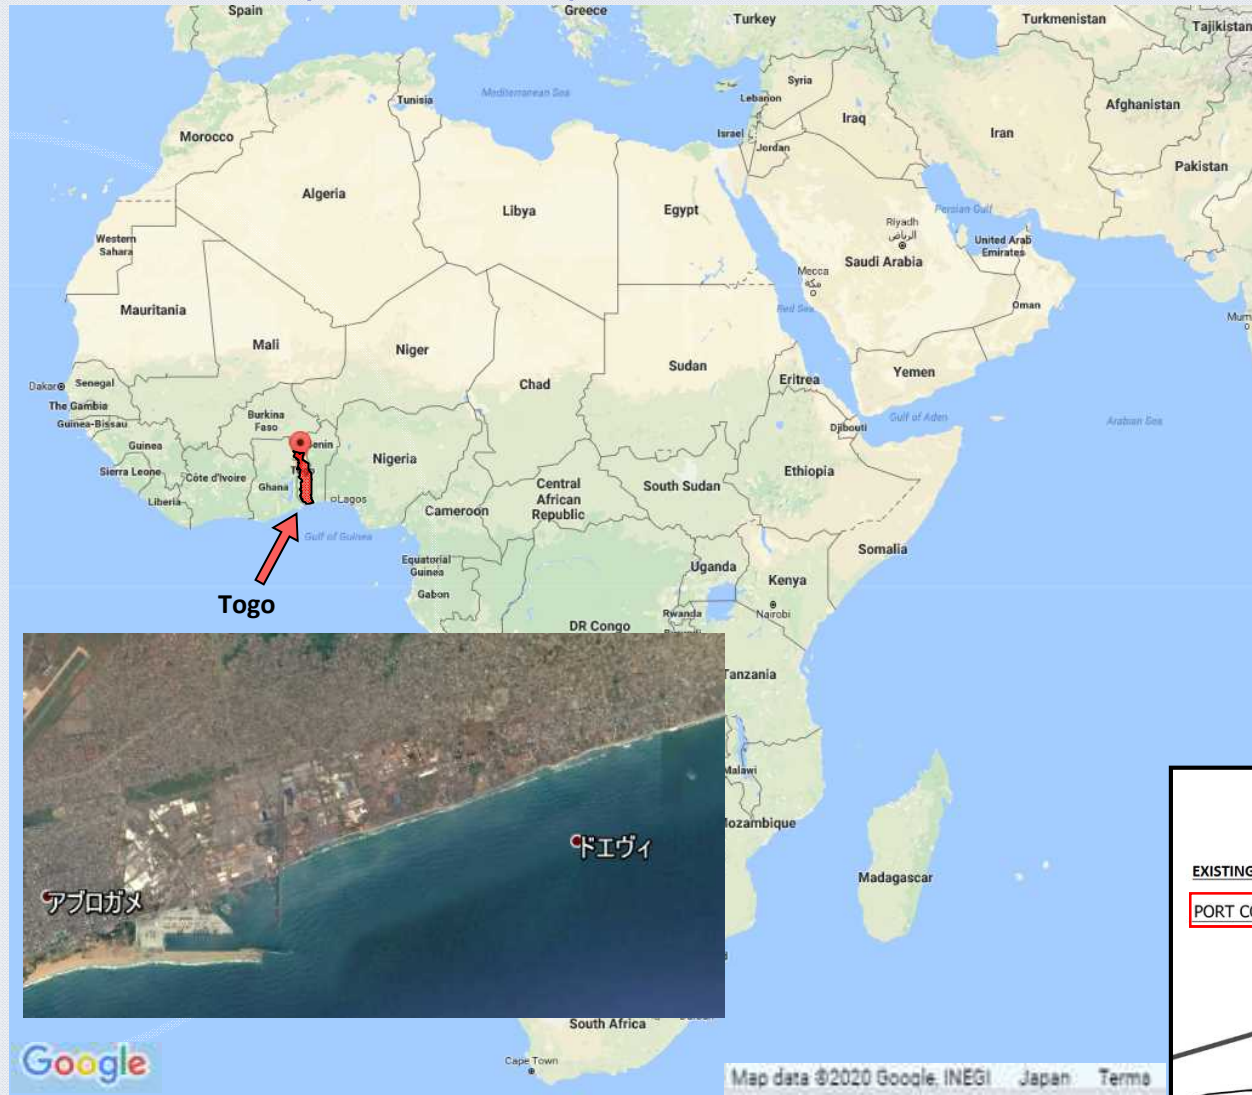 Spain
Greece
Turkey
Turkmenistan
Tajikistan
Syria
Mediterranean Sea
Tunisia
Lebanon
Afghanistan
Iraq
Morocco
Israel
Iran
Jordan
Pakistan
Algeria
Libya
Egypt
Persian Gulf
Riyadh
الرياض
Western
Sahara
United Arab
Emirates
Saudi Arabia
Mecca
مكة
Oman
Mauritania
Red Sea
Mum
Mali
Niger
Sudan
Yemen
Chad
Eritrea
Dakar
Senegal
The Gambia
Guinea-Bissau
Burkina
Faso
Gulf of Aden
Arabian Sea
Djibouti
Guinea
enin
Nigeria
Sierra Leone
Côte d'Ivoire
Ghana
Lagos
Ethiopia
Central
African
Republic
South Sudan
Liberia
Cameroon
Gulf of Guinea
Somalia
Equatorial
Guinea
Uganda
Kenya
Gabon
Togo
Rwanda
Nairobi
DR Congo
Tanzania
Malawi
Mozambique
ドエヴィ
アブロガメ
Madagascar
EXISTING
PORT CO
South Africa
Google
Cape Town
Map data ©2020 Google, INEGI Japan Terms